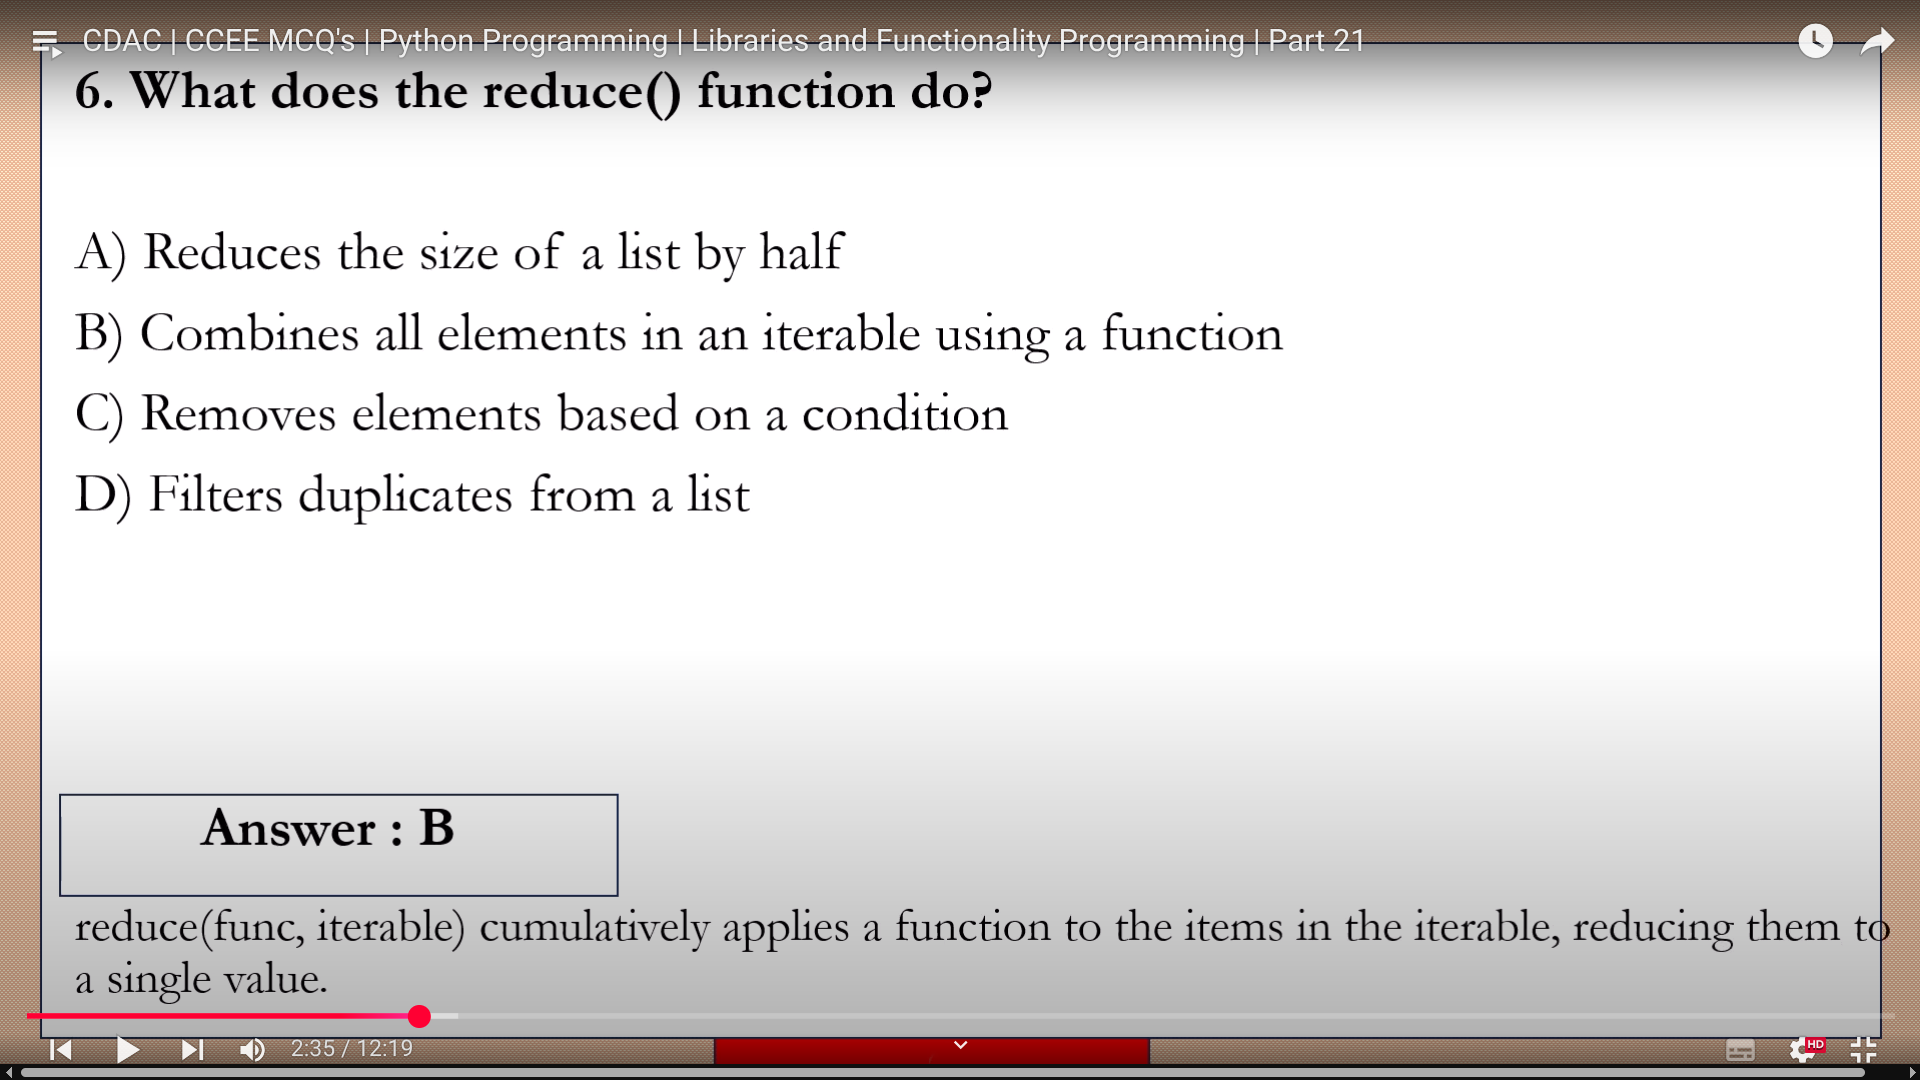 CDAC | CCEE MCQ's | Python Programming | Libraries and Functionality Programming | Part 21
6. What does the reduce() function do?
A) Reduces the size of a list by half
B) Combines all elements in an iterable using a function
C) Removes elements based on a condition
D) Filters duplicates from a list
Answer : B
reduce(func, iterable) cumulatively applies a function to the items in the iterable, reducing them to
a single value.
2:35 / 12:19
HD